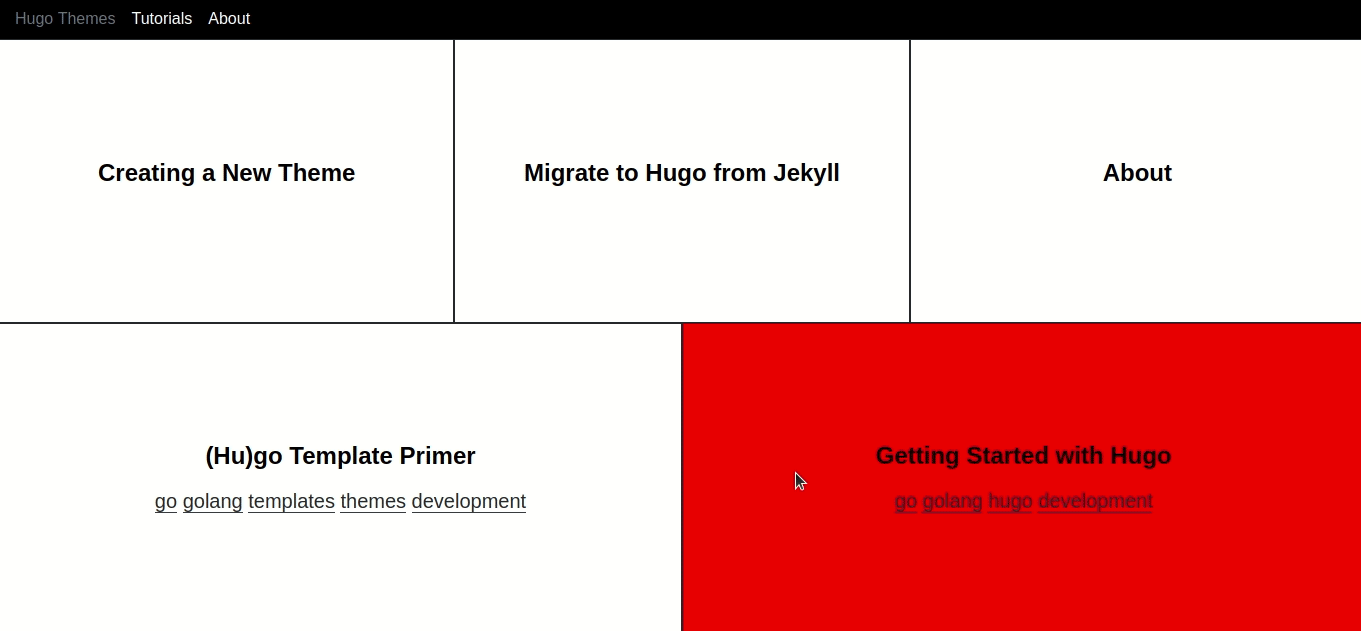 Hugo Themes Tutorials About
Creating a New Theme
Migrate to Hugo from Jekyll
About
(Hu)go Template Primer
go golang templates themes development
Getting Started with Hugo
go golang hugo development